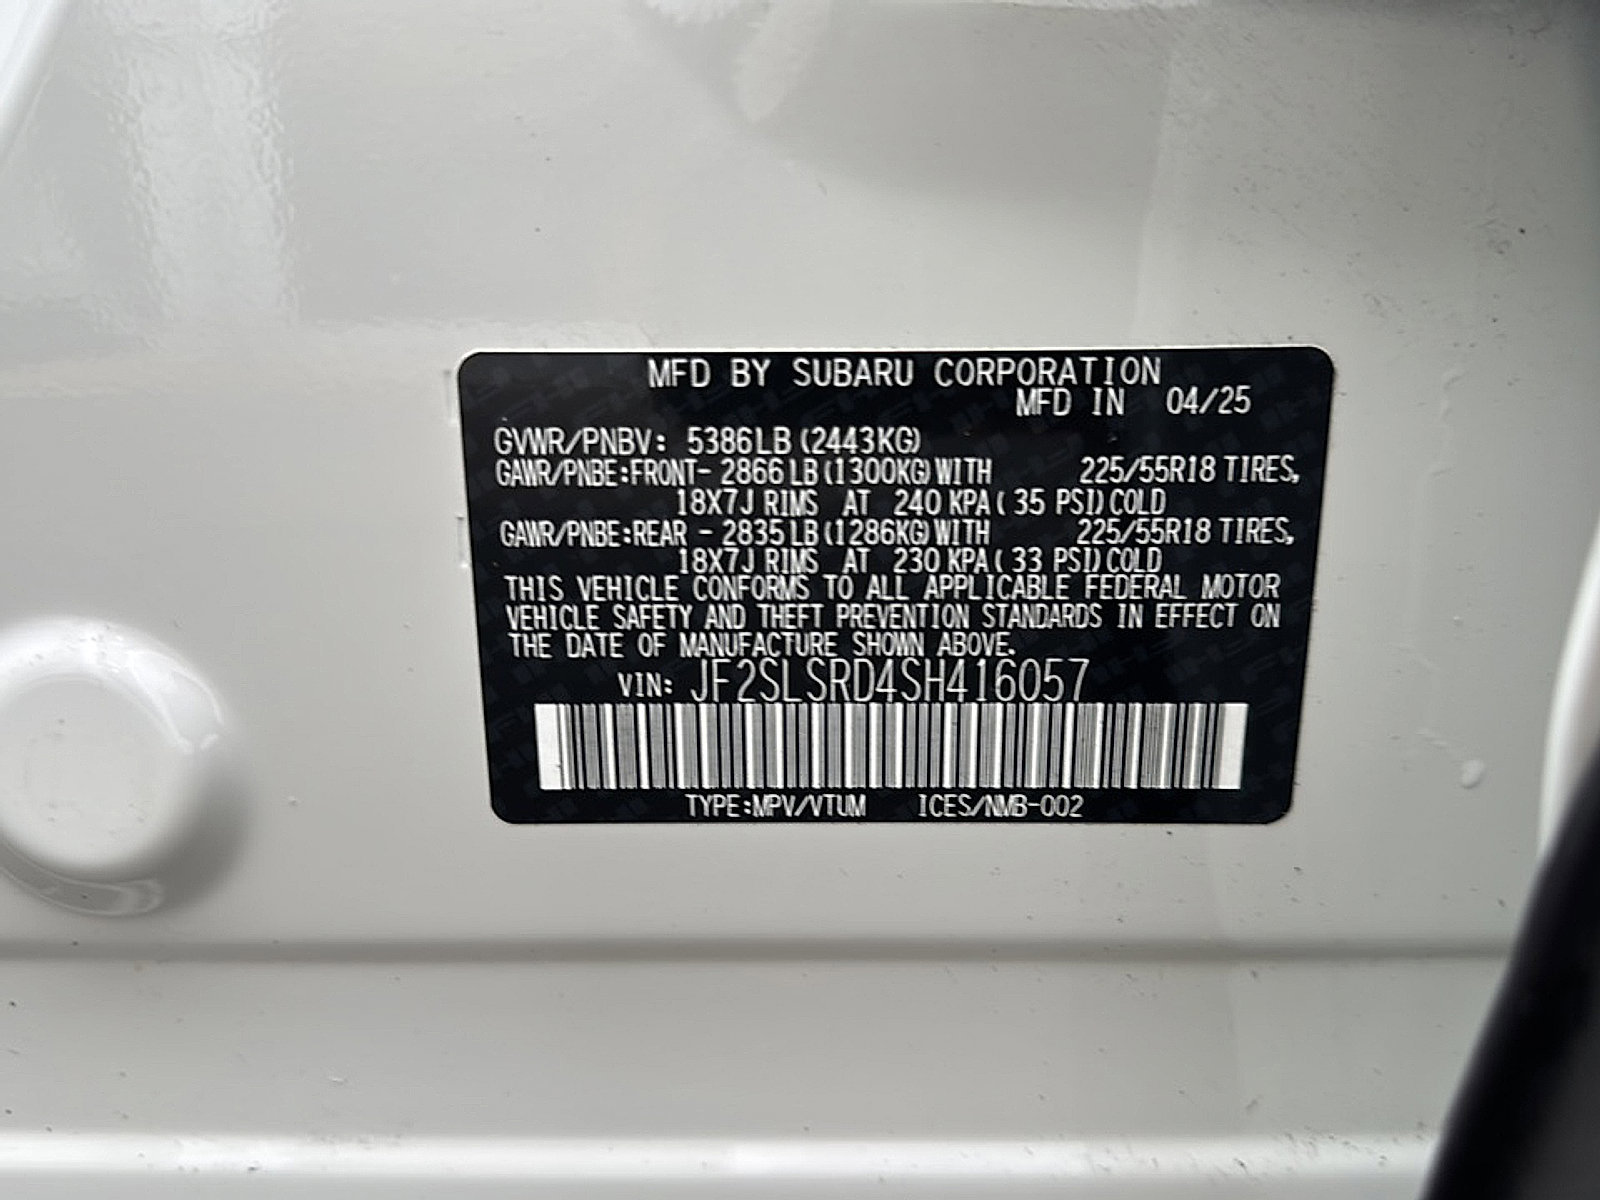 MFD BY SUBARU CORPORATION
MFD IN 04/25
GVWR/PNBV: 5386LB (2443KG)
GAWR/PNBE:FRONT- 2866 LB (1300KG) WITH 225/55R18 TIRES,
18X7J RIMS AT 240 KPA ( 35 PSI) COLD
GAWR/PNBE:REAR - 2835 LB (1286KG) WITH 225/55R18 TIRES,
18X7J RIMS AT 230 KPA ( 33 PSI) COLD
THIS VEHICLE CONFORMS TO ALL APPLICABLE FEDERAL MOTOR
VEHICLE SAFETY AND THEFT PREVENTION STANDARDS IN EFFECT ON
THE DATE OF MANUFACTURE SHOWN ABOVE.
VIN: JF2SLSRD4SH416057
TYPE:MPV/VTUM ICES/NMB-002